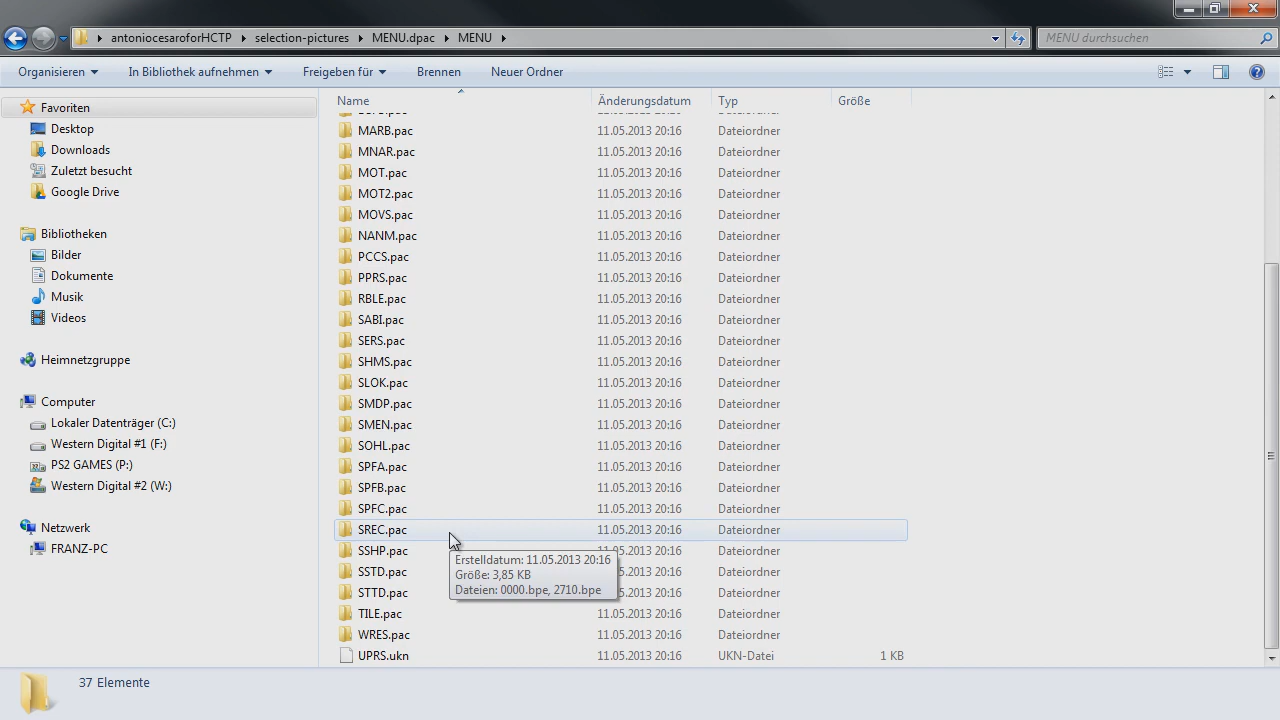 antoniocesaroforHCTP selection-pictures MENU.dpac MENU
MENU durchsuchen
Organisieren In Bibliothek aufnehmen Freigeben für Brennen Neuer Ordner
Name Änderungsdatum Typ Größe
Favoriten
Desktop
Downloads
Zuletzt besucht
Google Drive
Bibliotheken
Bilder
Dokumente
Musik
Videos
Heimnetzgruppe
Computer
Lokaler Datenträger (C:)
Western Digital #1 (F:)
PS2 GAMES (P:)
Western Digital #2 (W:)
Netzwerk
FRANZ-PC
MARB.pac 11.05.2013 20:16 Dateiordner
MNAR.pac 11.05.2013 20:16 Dateiordner
MOT.pac 11.05.2013 20:16 Dateiordner
MOT2.pac 11.05.2013 20:16 Dateiordner
MOVS.pac 11.05.2013 20:16 Dateiordner
NANM.pac 11.05.2013 20:16 Dateiordner
PCCS.pac 11.05.2013 20:16 Dateiordner
PPRS.pac 11.05.2013 20:16 Dateiordner
RBLE.pac 11.05.2013 20:16 Dateiordner
SABI.pac 11.05.2013 20:16 Dateiordner
SERS.pac 11.05.2013 20:16 Dateiordner
SHMS.pac 11.05.2013 20:16 Dateiordner
SLOK.pac 11.05.2013 20:16 Dateiordner
SMDP.pac 11.05.2013 20:16 Dateiordner
SMEN.pac 11.05.2013 20:16 Dateiordner
SOHL.pac 11.05.2013 20:16 Dateiordner
SPFA.pac 11.05.2013 20:16 Dateiordner
SPFB.pac 11.05.2013 20:16 Dateiordner
SPFC.pac 11.05.2013 20:16 Dateiordner
SREC.pac 11.05.2013 20:16 Dateiordner
SSHP.pac 11.05.2013 20:16 Dateiordner
SSTD.pac :16 Dateiordner
STTD.pac :16 Dateiordner
TILE.pac 11.05.2013 20:16 Dateiordner
WRES.pac 11.05.2013 20:16 Dateiordner
UPRS.ukn 11.05.2013 20:16 UKN-Datei 1 KB
Erstelldatum: 11.05.2013 20:16
Größe: 3,85 KB
Dateien: 0000.bpe, 2710.bpe
37 Elemente